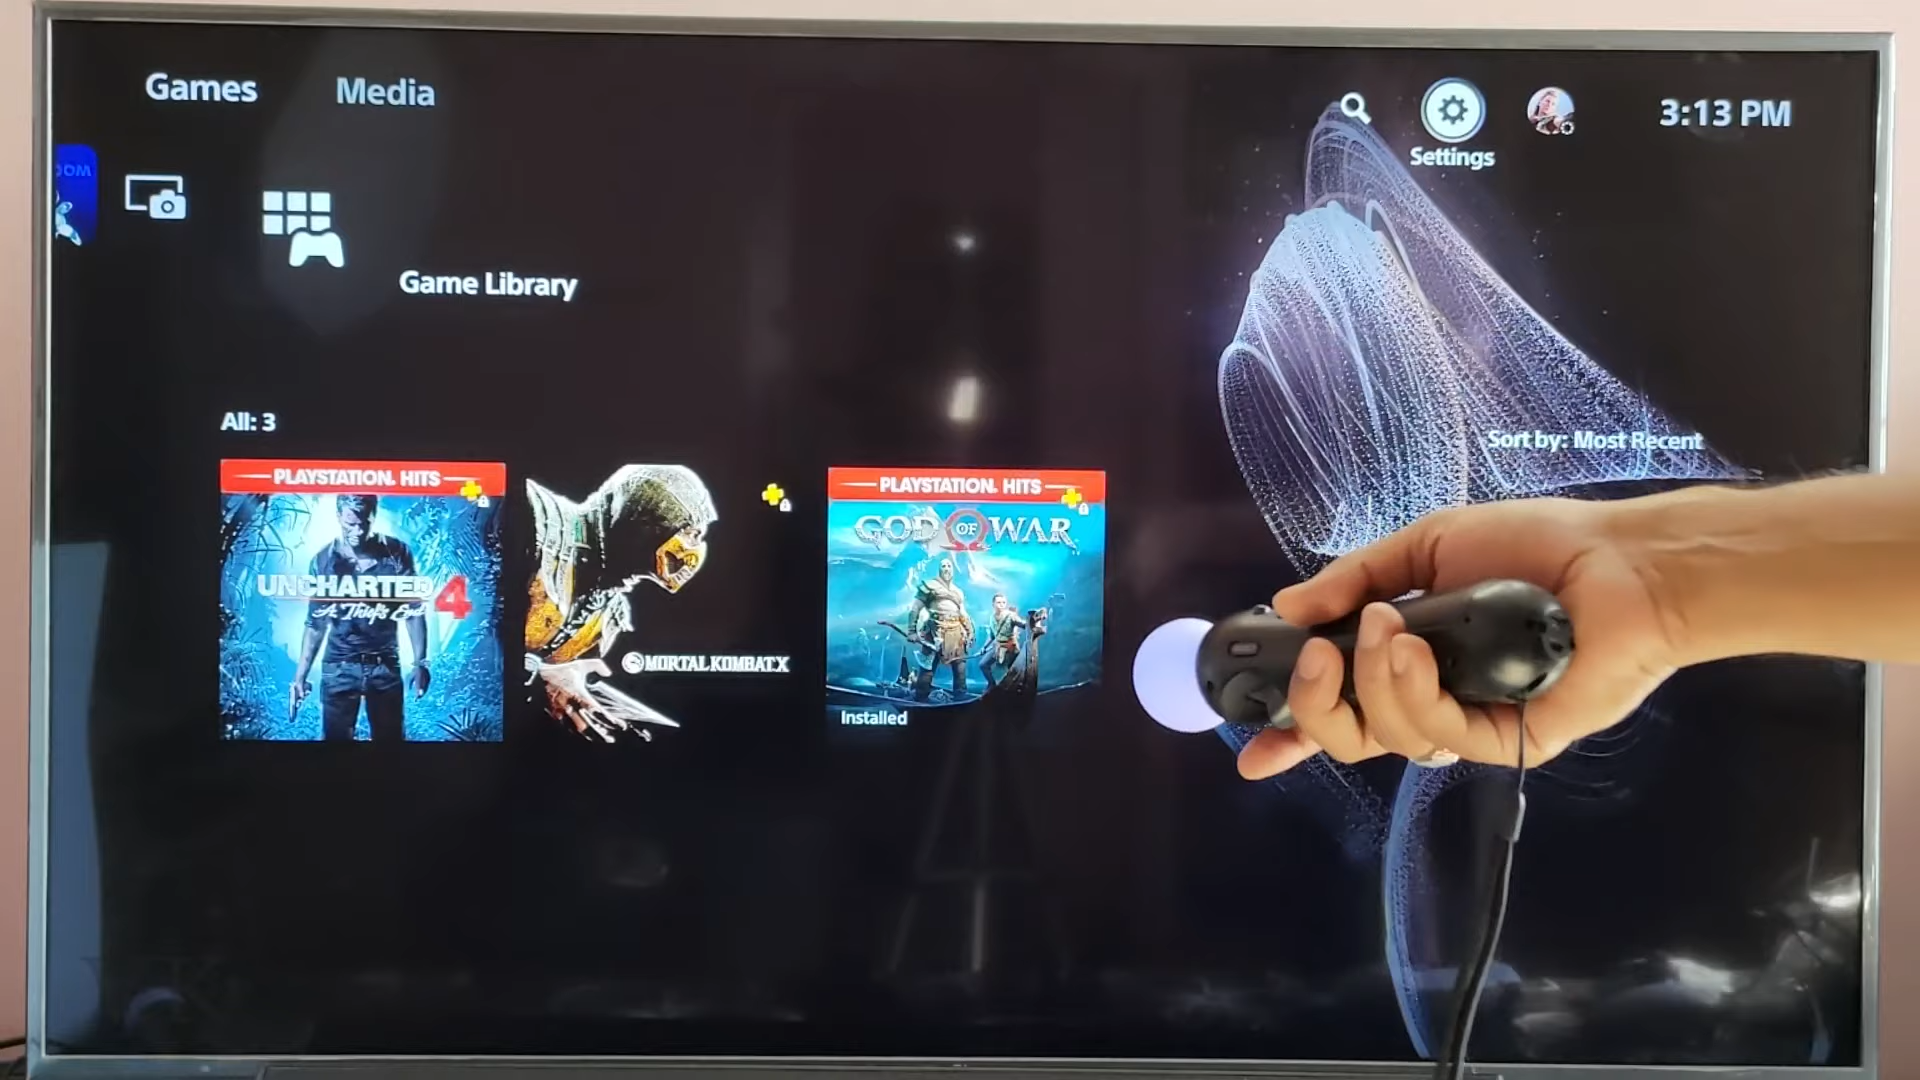 Games
Media
3:13 PM
Settings
Game Library
All: 3
Sort by: Most Recent
PLAYSTATION HITS
UNCHARTED 4
A Thief's End
MORTAL KOMBAT X
PLAYSTATION HITS
GOD OF WAR
Installed